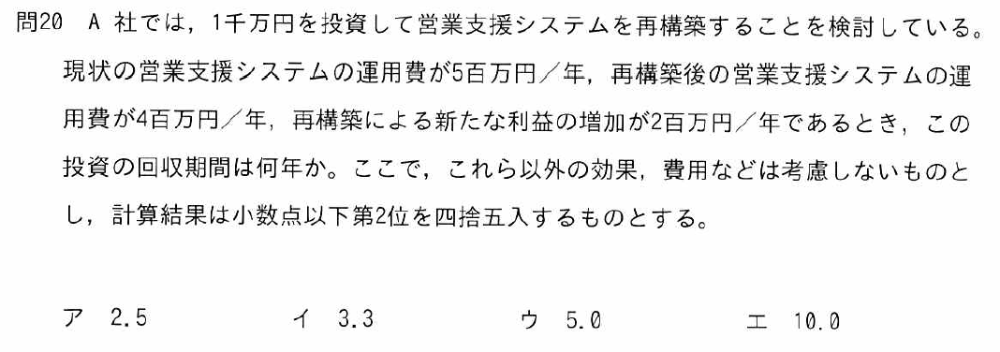 問20 A 社では，1千万円を投資して営業支援システムを再構築することを検討している。
現状の営業支援システムの運用費が5百万円／年，再構築後の営業支援システムの運
用費が4百万円／年，再構築による新たな利益の増加が2百万円／年であるとき，この
投資の回収期間は何年か。ここで，これら以外の効果，費用などは考慮しないものと
し，計算結果は小数点以下第2位を四捨五入するものとする。
ア 2.5 イ 3.3 ウ 5.0 エ 10.0